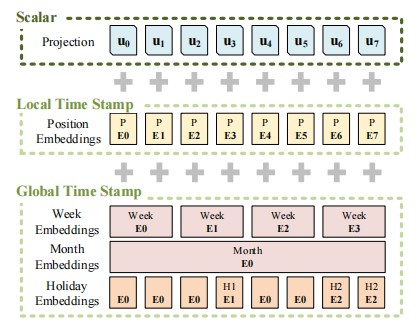 Scalar
Projection u0 u1 u2 u3 u4 u5 u6 u7
Local Time Stamp
Position Embeddings P E0 P E1 P E2 P E3 P E4 P E5 P E6 P E7
Global Time Stamp
Week Embeddings Week E0 Week E1 Week E2 Week E3
Month Embeddings Month E0
Holiday Embeddings E0 E0 E0 H1 E1 E0 E0 H2 E2 H2 E2